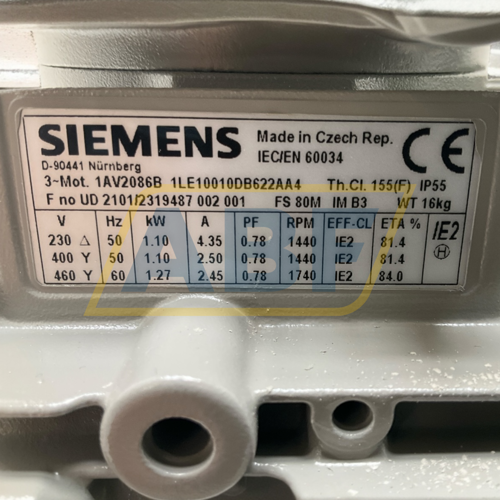 SIEMENS
Made in Czech Rep.
CE
D-90441 Nürnberg
IEC/EN 60034
3~Mot. 1AV2086B 1LE10010DB622AA4 Th.Cl. 155(F) IP55
F no UD 2101/2319487 002 001 FS 80M IM B3 WT 16kg
V Hz kW A PF RPM EFF-CL ETA %
230 Δ 50 1.10 4.35 0.78 1440 IE2 81.4
400 Y 50 1.10 2.50 0.78 1440 IE2 81.4
460 Y 60 1.27 2.45 0.78 1740 IE2 84.0
IE2
H
ABF